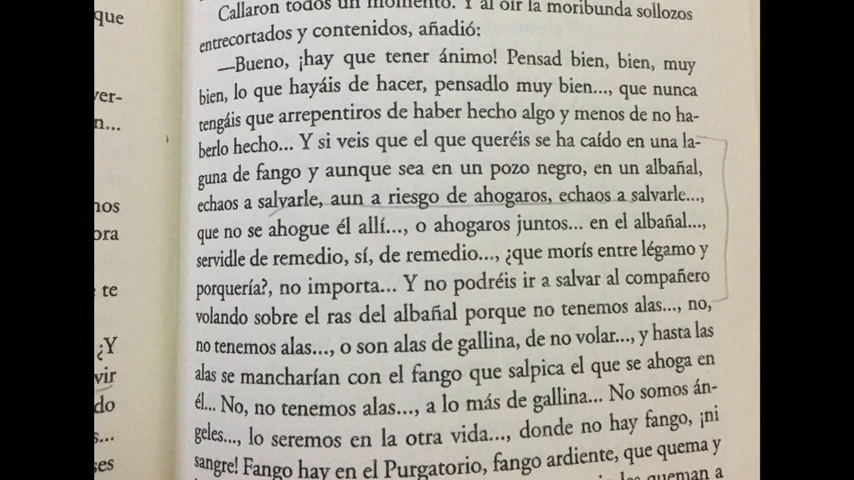 que
ver-
n...
nos
ora
te
¿Y
vir
do
s...
ses
Callaron todos un momento. Y al oír la moribunda sollozos
entrecortados y contenidos, añadió:
—Bueno, ¡hay que tener ánimo! Pensad bien, bien, muy
bien, lo que hayáis de hacer, pensadlo muy bien..., que nunca
tengáis que arrepentiros de haber hecho algo y menos de no ha-
berlo hecho... Y si veis que el que queréis se ha caído en una la-
guna de fango y aunque sea en un pozo negro, en un albañal,
echaos a salvarle, aun a riesgo de ahogaros, echaos a salvarle...,
que no se ahogue él allí..., o ahogaros juntos... en el albañal...,
servidle de remedio, sí, de remedio..., ¿que morís entre légamo y
porquería?, no importa... Y no podréis ir a salvar al compañero
volando sobre el ras del albañal porque no tenemos alas..., no,
no tenemos alas..., o son alas de gallina, de no volar..., y hasta las
alas se mancharían con el fango que salpica el que se ahoga en
él... No, no tenemos alas..., a lo más de gallina... No somos án-
geles..., lo seremos en la otra vida..., donde no hay fango, ¡ni
sangre! Fango hay en el Purgatorio, fango ardiente, que quema y
queman a